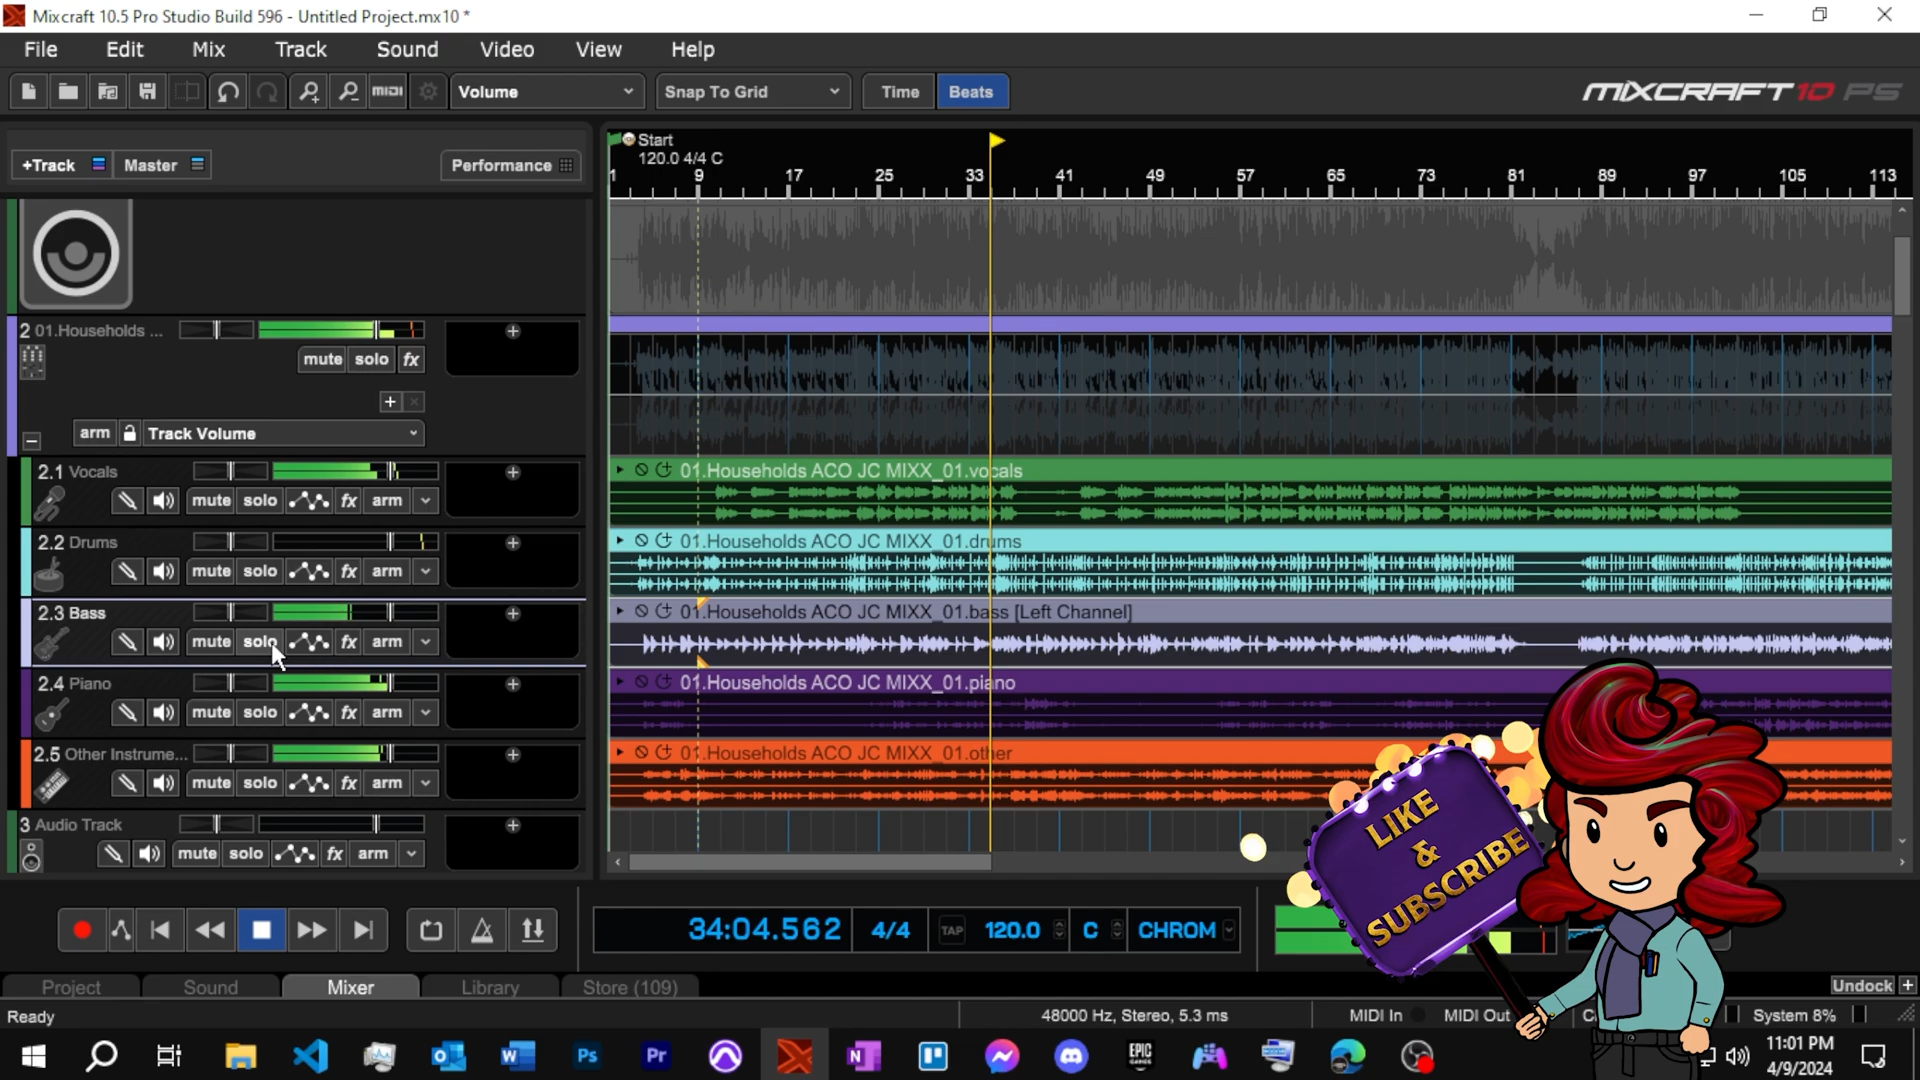 Mixcraft 10.5 Pro Studio Build 596 - Untitled Project.mx10 *
File Edit Mix Track Sound Video View Help
MIDI Volume Snap To Grid Time Beats MIXCRAFT 10 PS
+Track Master Performance
Start
120.0 4/4 C
1 9 17 25 33 41 49 57 65 73 81 89 97 105 113
2 01.Households ...
mute solo fx
arm Track Volume
2.1 Vocals
mute solo fx arm
01.Households ACO JC MIXX_01.vocals
2.2 Drums
mute solo fx arm
01.Households ACO JC MIXX_01.drums
2.3 Bass
mute solo fx arm
01.Households ACO JC MIXX_01.bass [Left Channel]
2.4 Piano
mute solo fx arm
01.Households ACO JC MIXX_01.piano
2.5 Other Instrume...
mute solo fx arm
01.Households ACO JC MIXX_01.other
3 Audio Track
mute solo fx arm
LIKE
&
SUBSCRIBE
34:04.562 4/4 TAP 120.0 C CHROM
Project Sound Mixer Library Store (109) Undock
Ready 48000 Hz, Stereo, 5.3 ms MIDI In MIDI Out System 8%
W Ps Pr N EPIC GAMES
11:01 PM
4/9/2024